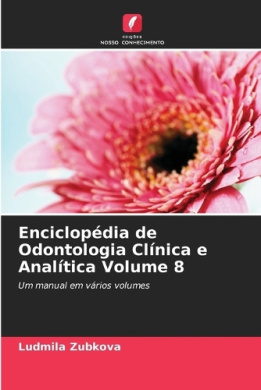 edições
NOSSO CONHECIMENTO
Enciclopédia de
Odontologia Clínica e
Analítica Volume 8
Um manual em vários volumes
Ludmila Zubkova